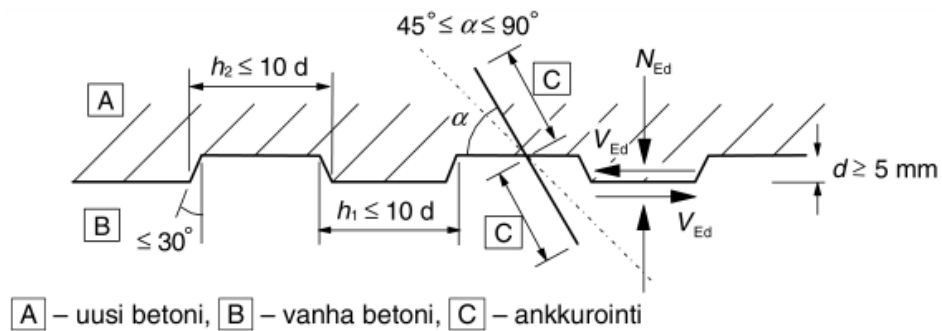 45° ≤ α ≤ 90°
h₂ ≤ 10 d
C
N_Ed
A
α
V_Ed
d ≥ 5 mm
B
h₁ ≤ 10 d
C
V_Ed
≤ 30°
A – uusi betoni, B – vanha betoni, C – ankkurointi